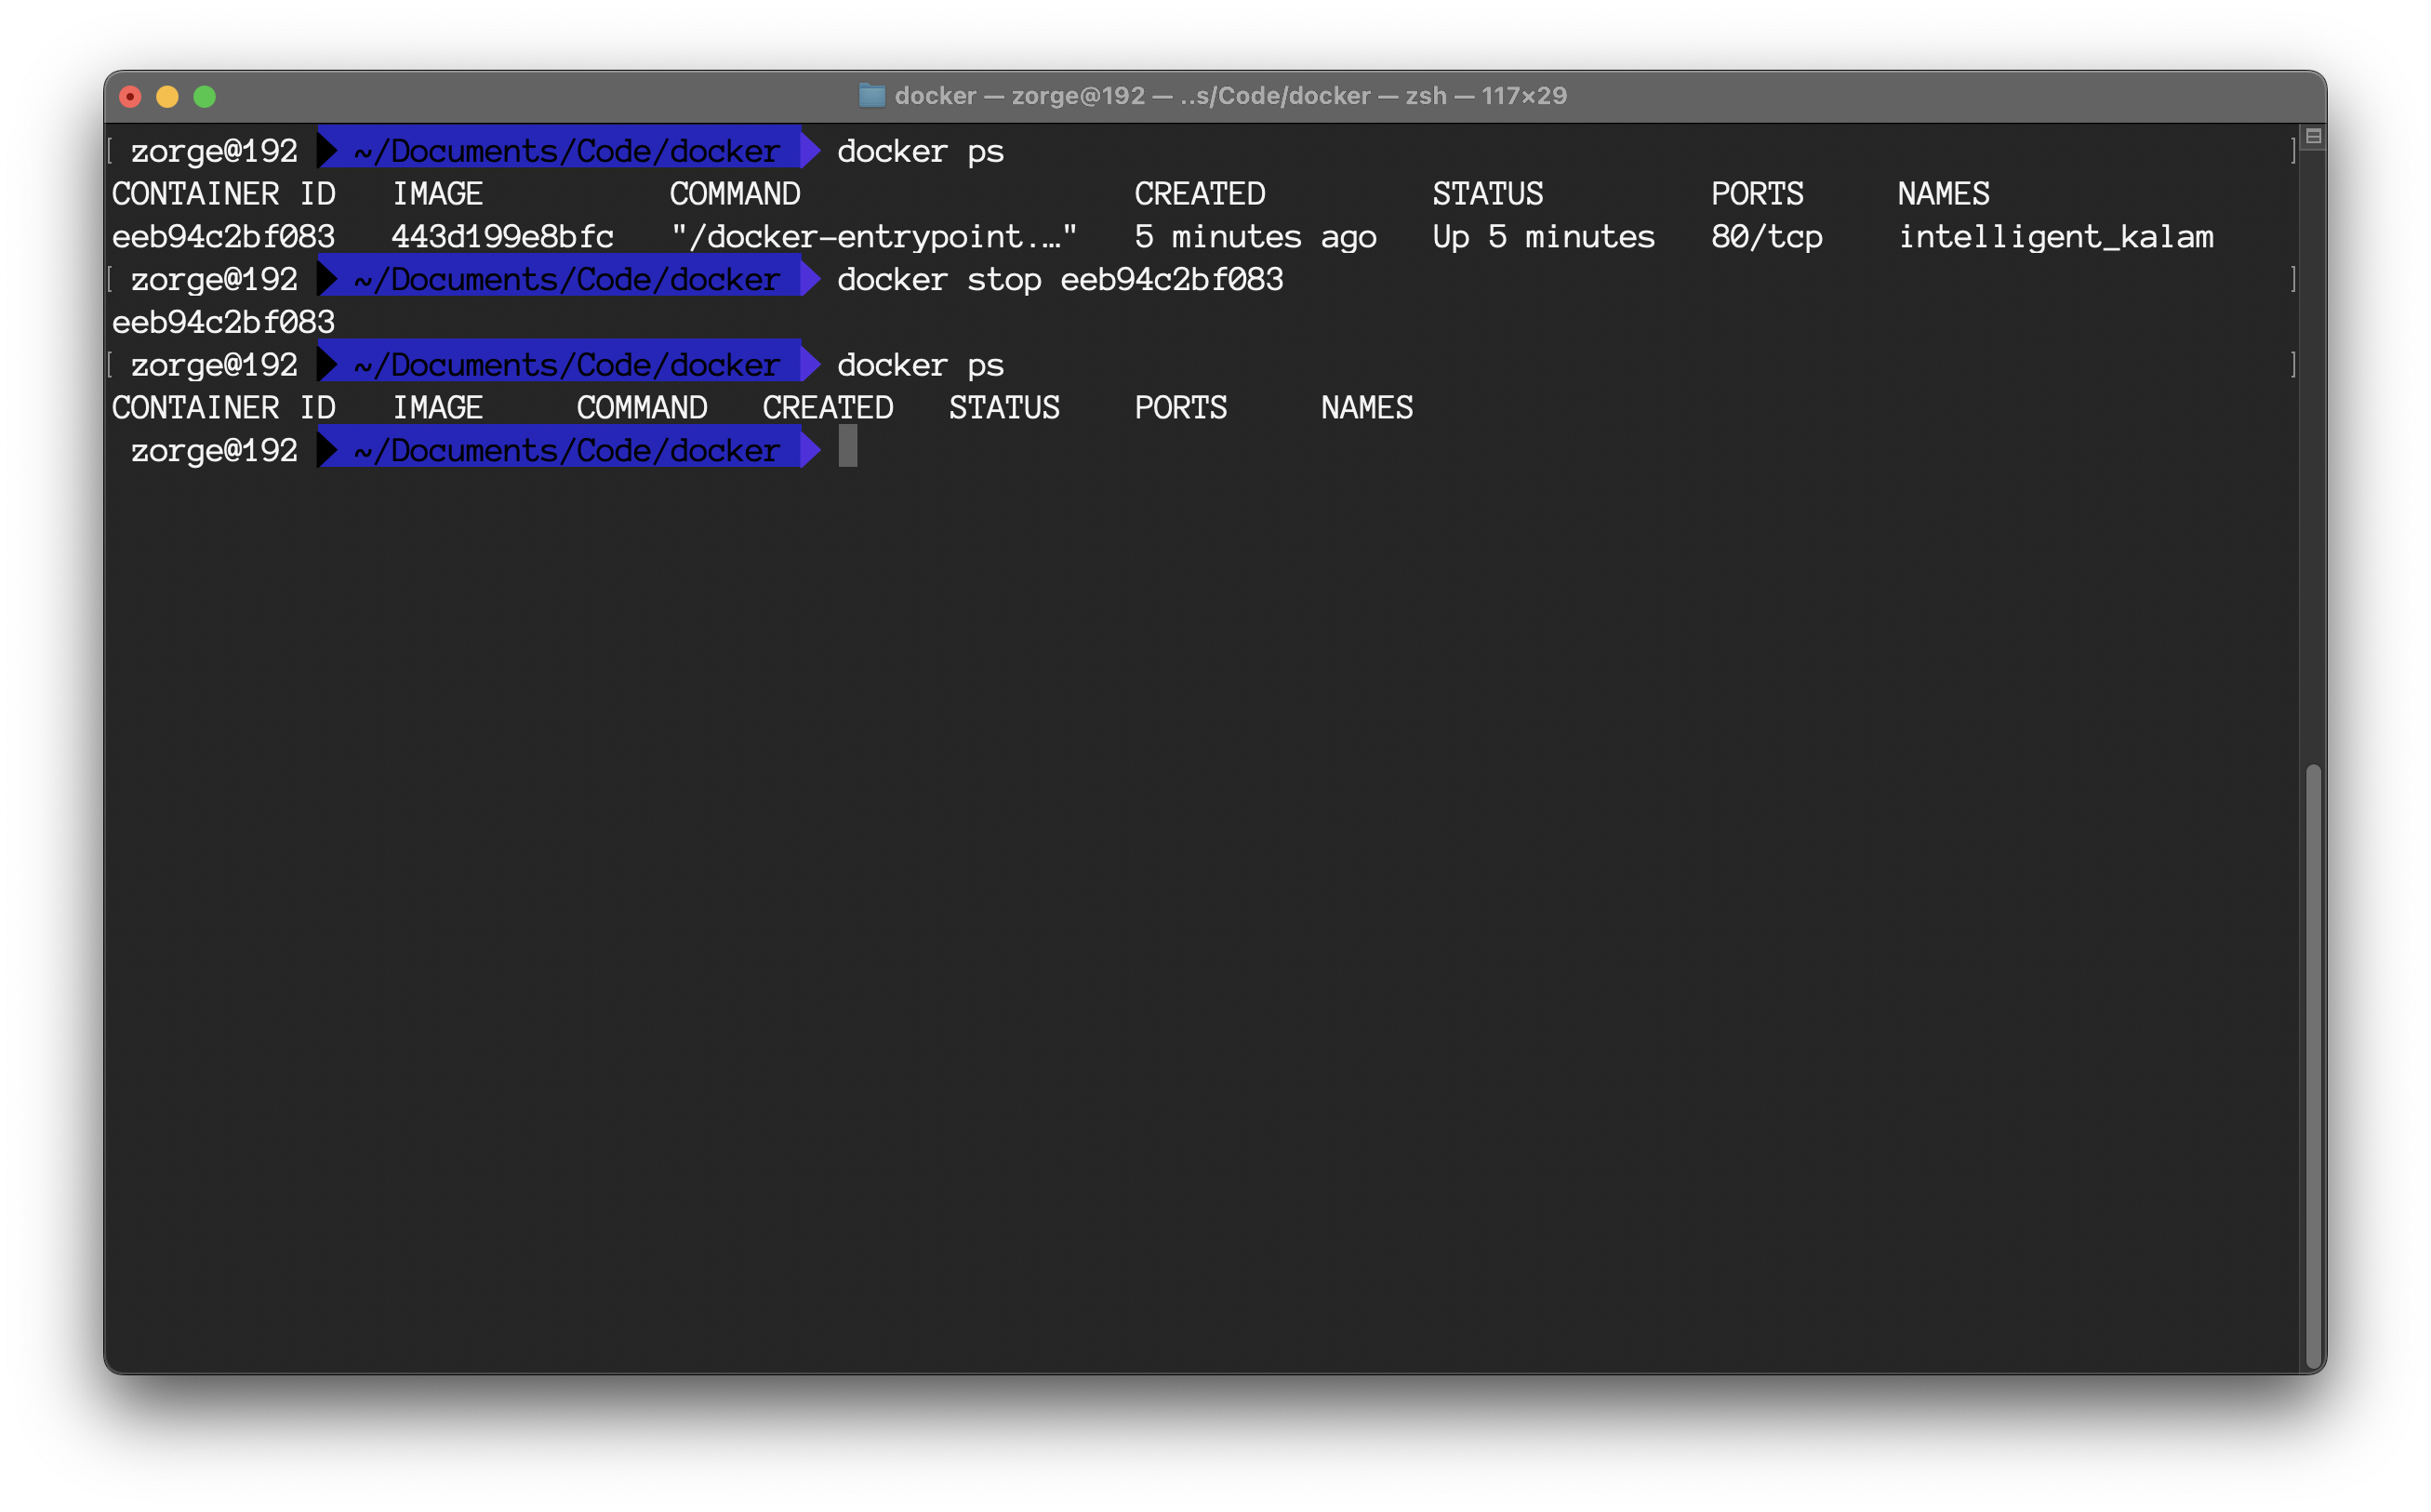 docker — zorge@192 — ..s/Code/docker — zsh — 117×29
[ zorge@192 ~/Documents/Code/docker docker ps ]
CONTAINER ID IMAGE COMMAND CREATED STATUS PORTS NAMES
eeb94c2bf083 443d199e8bfc "/docker-entrypoint.…" 5 minutes ago Up 5 minutes 80/tcp intelligent_kalam
[ zorge@192 ~/Documents/Code/docker docker stop eeb94c2bf083 ]
eeb94c2bf083
[ zorge@192 ~/Documents/Code/docker docker ps ]
CONTAINER ID IMAGE COMMAND CREATED STATUS PORTS NAMES
zorge@192 ~/Documents/Code/docker